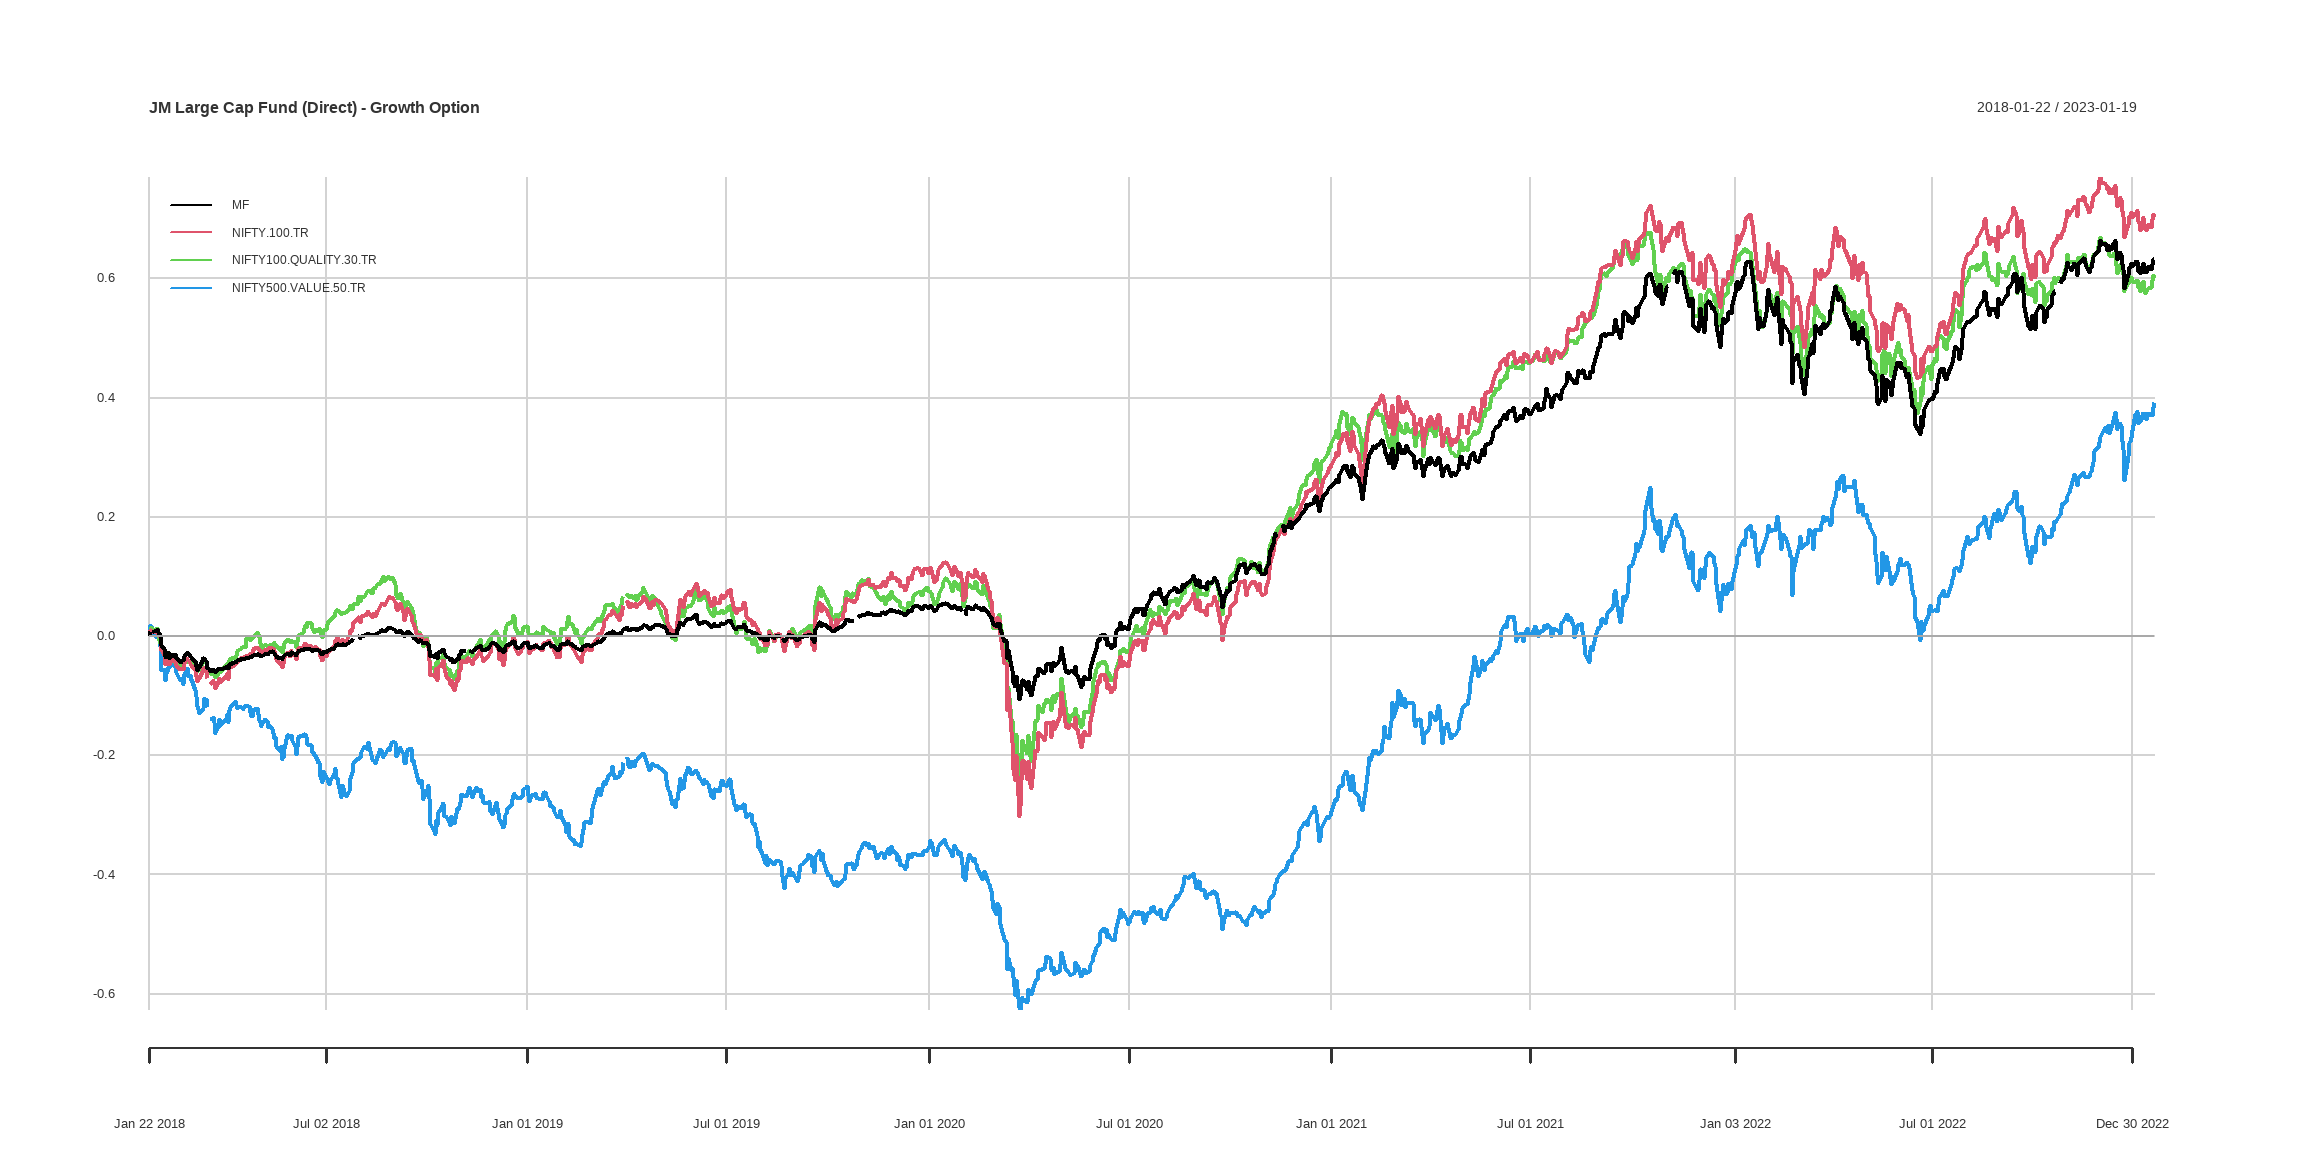 JM Large Cap Fund (Direct) - Growth Option
2018-01-22 / 2023-01-19
MF
NIFTY.100.TR
NIFTY100.QUALITY.30.TR
NIFTY500.VALUE.50.TR
0.6
0.4
0.2
0.0
-0.2
-0.4
-0.6
Jan 22 2018 Jul 02 2018 Jan 01 2019 Jul 01 2019 Jan 01 2020 Jul 01 2020 Jan 01 2021 Jul 01 2021 Jan 03 2022 Jul 01 2022 Dec 30 2022